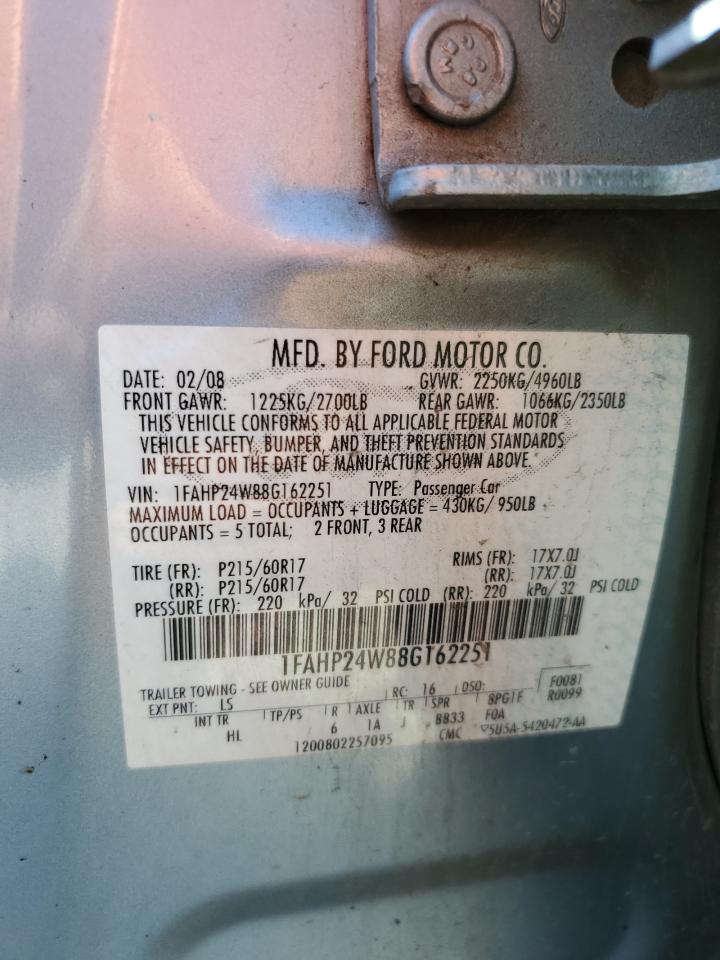 MFD. BY FORD MOTOR CO.
DATE: 02/08 GVWR: 2250KG/4960LB
FRONT GAWR: 1225KG/2700LB REAR GAWR: 1066KG/2350LB
THIS VEHICLE CONFORMS TO ALL APPLICABLE FEDERAL MOTOR
VEHICLE SAFETY, BUMPER, AND THEFT PREVENTION STANDARDS
IN EFFECT ON THE DATE OF MANUFACTURE SHOWN ABOVE.
VIN: 1FAHP24W88G162251 TYPE: Passenger Car
MAXIMUM LOAD = OCCUPANTS + LUGGAGE = 430KG/ 950LB
OCCUPANTS = 5 TOTAL; 2 FRONT, 3 REAR
TIRE (FR): P215/60R17 RIMS (FR): 17X7.0J
(RR): P215/60R17 (RR): 17X7.0J
PRESSURE (FR): 220 kPa/ 32 PSI COLD (RR): 220 kPa/ 32 PSI COLD
1FAHP24W88G162251
TRAILER TOWING - SEE OWNER GUIDE F0081
EXT PNT: LS RC: 16 DSO: R0099
INT TR TP/PS R AXLE TR SPR 8PG1F
HL 6 1A J BB33 F0A
1200802257095 CMC 5U5A-5420472-AA